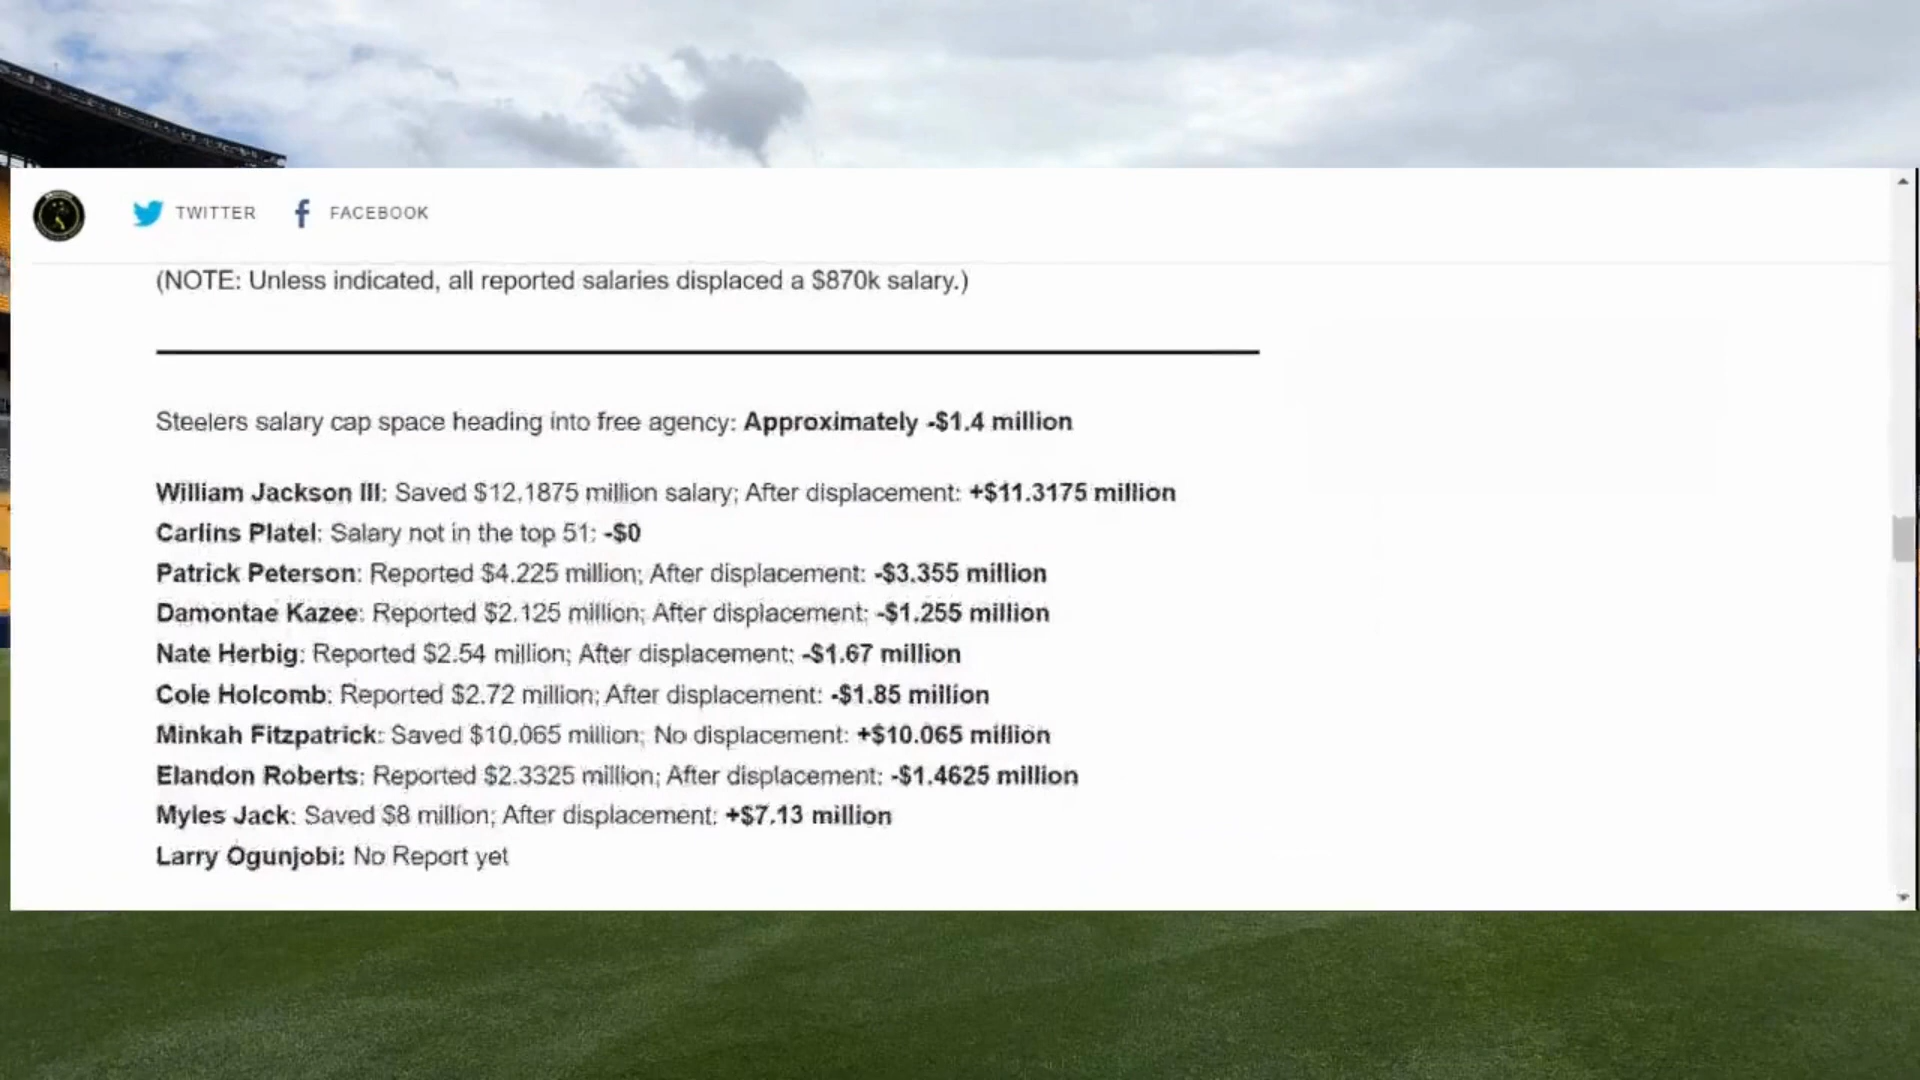 TWITTER FACEBOOK
(NOTE: Unless indicated, all reported salaries displaced a $870k salary.)
Steelers salary cap space heading into free agency: Approximately -$1.4 million
William Jackson III: Saved $12.1875 million salary; After displacement: +$11.3175 million
Carlins Platel: Salary not in the top 51: -$0
Patrick Peterson: Reported $4.225 million; After displacement: -$3.355 million
Damontae Kazee: Reported $2.125 million; After displacement: -$1.255 million
Nate Herbig: Reported $2.54 million; After displacement: -$1.67 million
Cole Holcomb: Reported $2.72 million; After displacement: -$1.85 million
Minkah Fitzpatrick: Saved $10.065 million; No displacement: +$10.065 million
Elandon Roberts: Reported $2.3325 million; After displacement: -$1.4625 million
Myles Jack: Saved $8 million; After displacement: +$7.13 million
Larry Ogunjobi: No Report yet